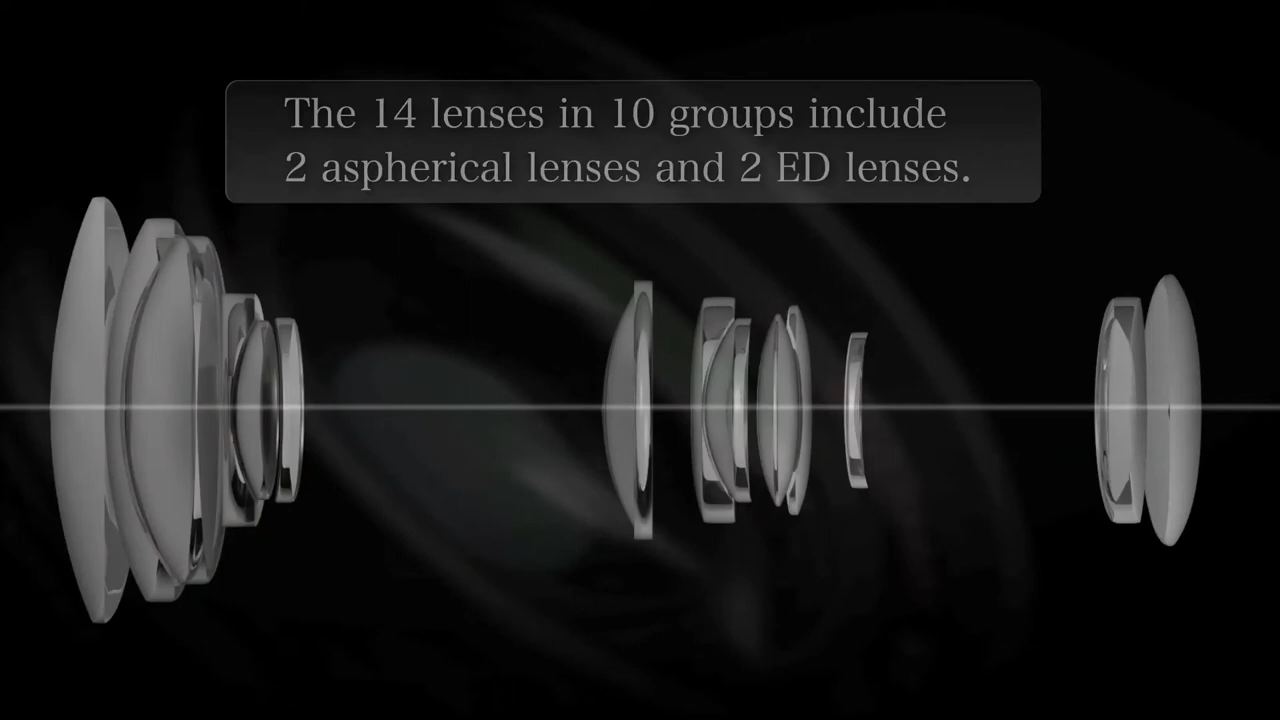 The 14 lenses in 10 groups include
2 aspherical lenses and 2 ED lenses.